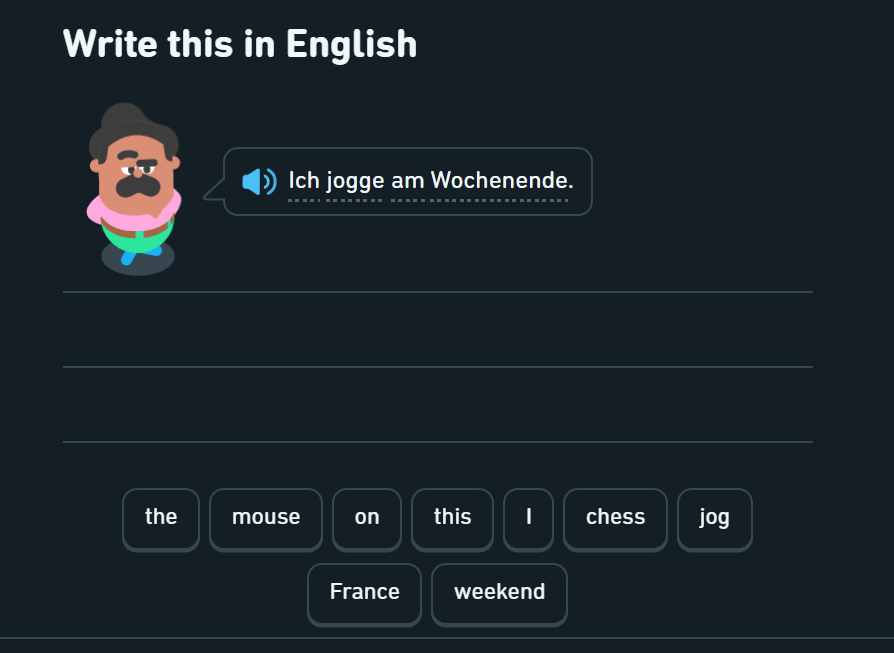 Write this in English
Ich jogge am Wochenende.
the mouse on this I chess jog
France weekend